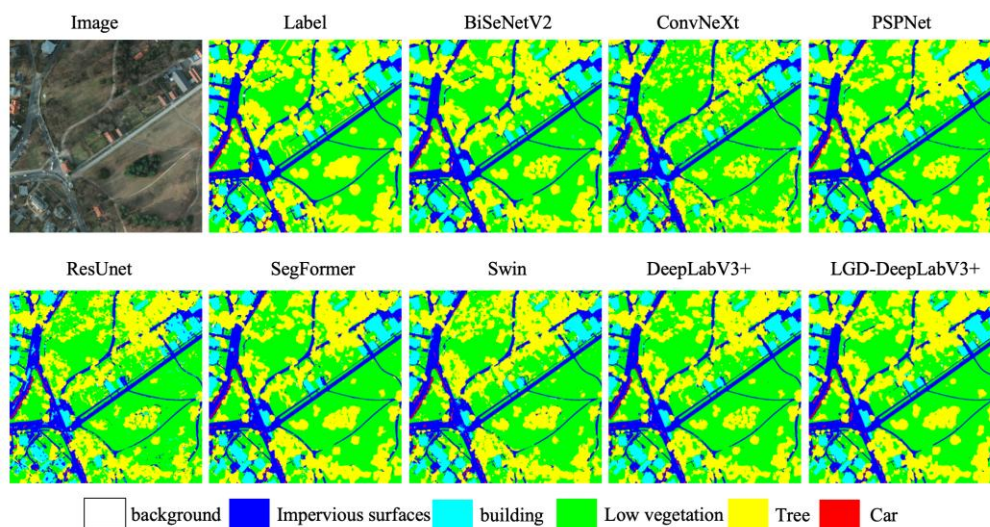 Image Label BiSeNetV2 ConvNeXt PSPNet
ResUnet SegFormer Swin DeepLabV3+ LGD-DeepLabV3+
background Impervious surfaces building Low vegetation Tree Car